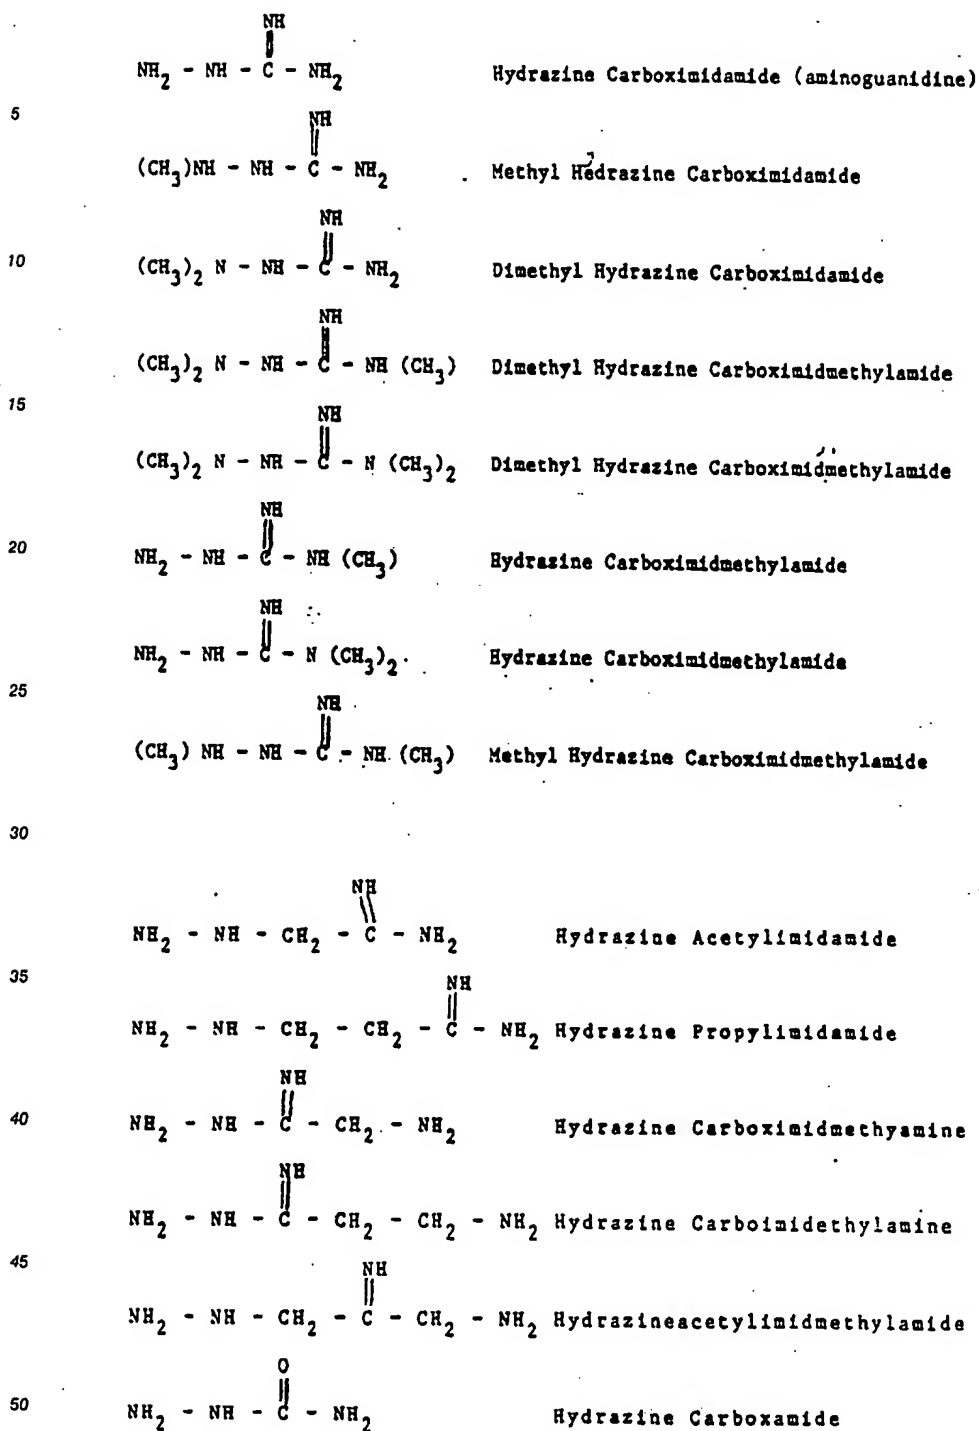 NH
||
NH2 - NH - C - NH2 Hydrazine Carboximidamide (aminoguanidine)
5
NH
||
(CH3)NH - NH - C - NH2 Methyl Hedrazine Carboximidamide
NH
||
10
(CH3)2 N - NH - C - NH2 Dimethyl Hydrazine Carboximidamide
NH
||
(CH3)2 N - NH - C - NH (CH3) Dimethyl Hydrazine Carboximidmethylamide
15
NH
||
(CH3)2 N - NH - C - N (CH3)2 Dimethyl Hydrazine Carboximidmethylamide
NH
||
20
NH2 - NH - C - NH (CH3) Hydrazine Carboximidmethylamide
NH
||
NH2 - NH - C - N (CH3)2 Hydrazine Carboximidmethylamide
25
NH
||
(CH3) NH - NH - C - NH (CH3) Methyl Hydrazine Carboximidmethylamide
30
NH
||
NH2 - NH - CH2 - C - NH2 Hydrazine Acetylimidamide
35
NH
||
NH2 - NH - CH2 - CH2 - C - NH2 Hydrazine Propylimidamide
NH
||
40
NH2 - NH - C - CH2 - NH2 Hydrazine Carboximidmethyamine
NH
||
NH2 - NH - C - CH2 - CH2 - NH2 Hydrazine Carboimidethylamine
45
NH
||
NH2 - NH - CH2 - C - CH2 - NH2 Hydrazineacetylimidmethylamide
O
||
50
NH2 - NH - C - NH2 Hydrazine Carboxamide